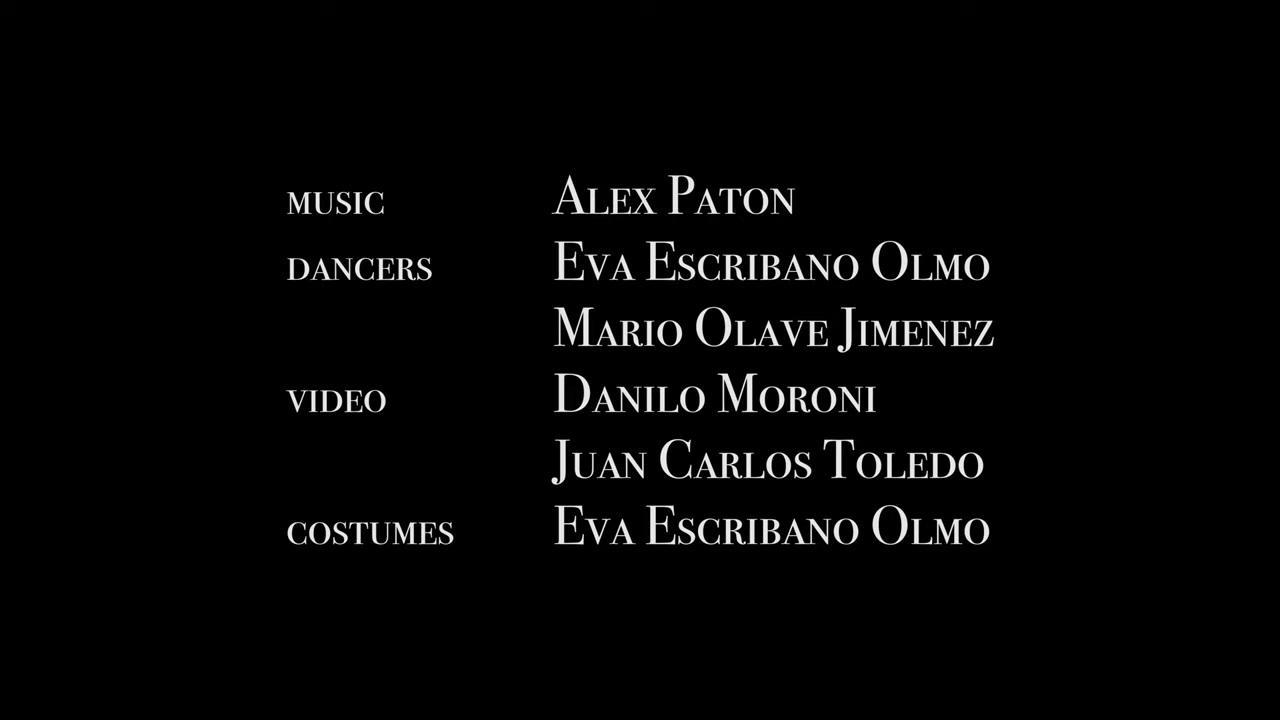 MUSIC ALEX PATON
DANCERS EVA ESCRIBANO OLMO
MARIO OLAVE JIMENEZ
VIDEO DANILO MORONI
JUAN CARLOS TOLEDO
COSTUMES EVA ESCRIBANO OLMO